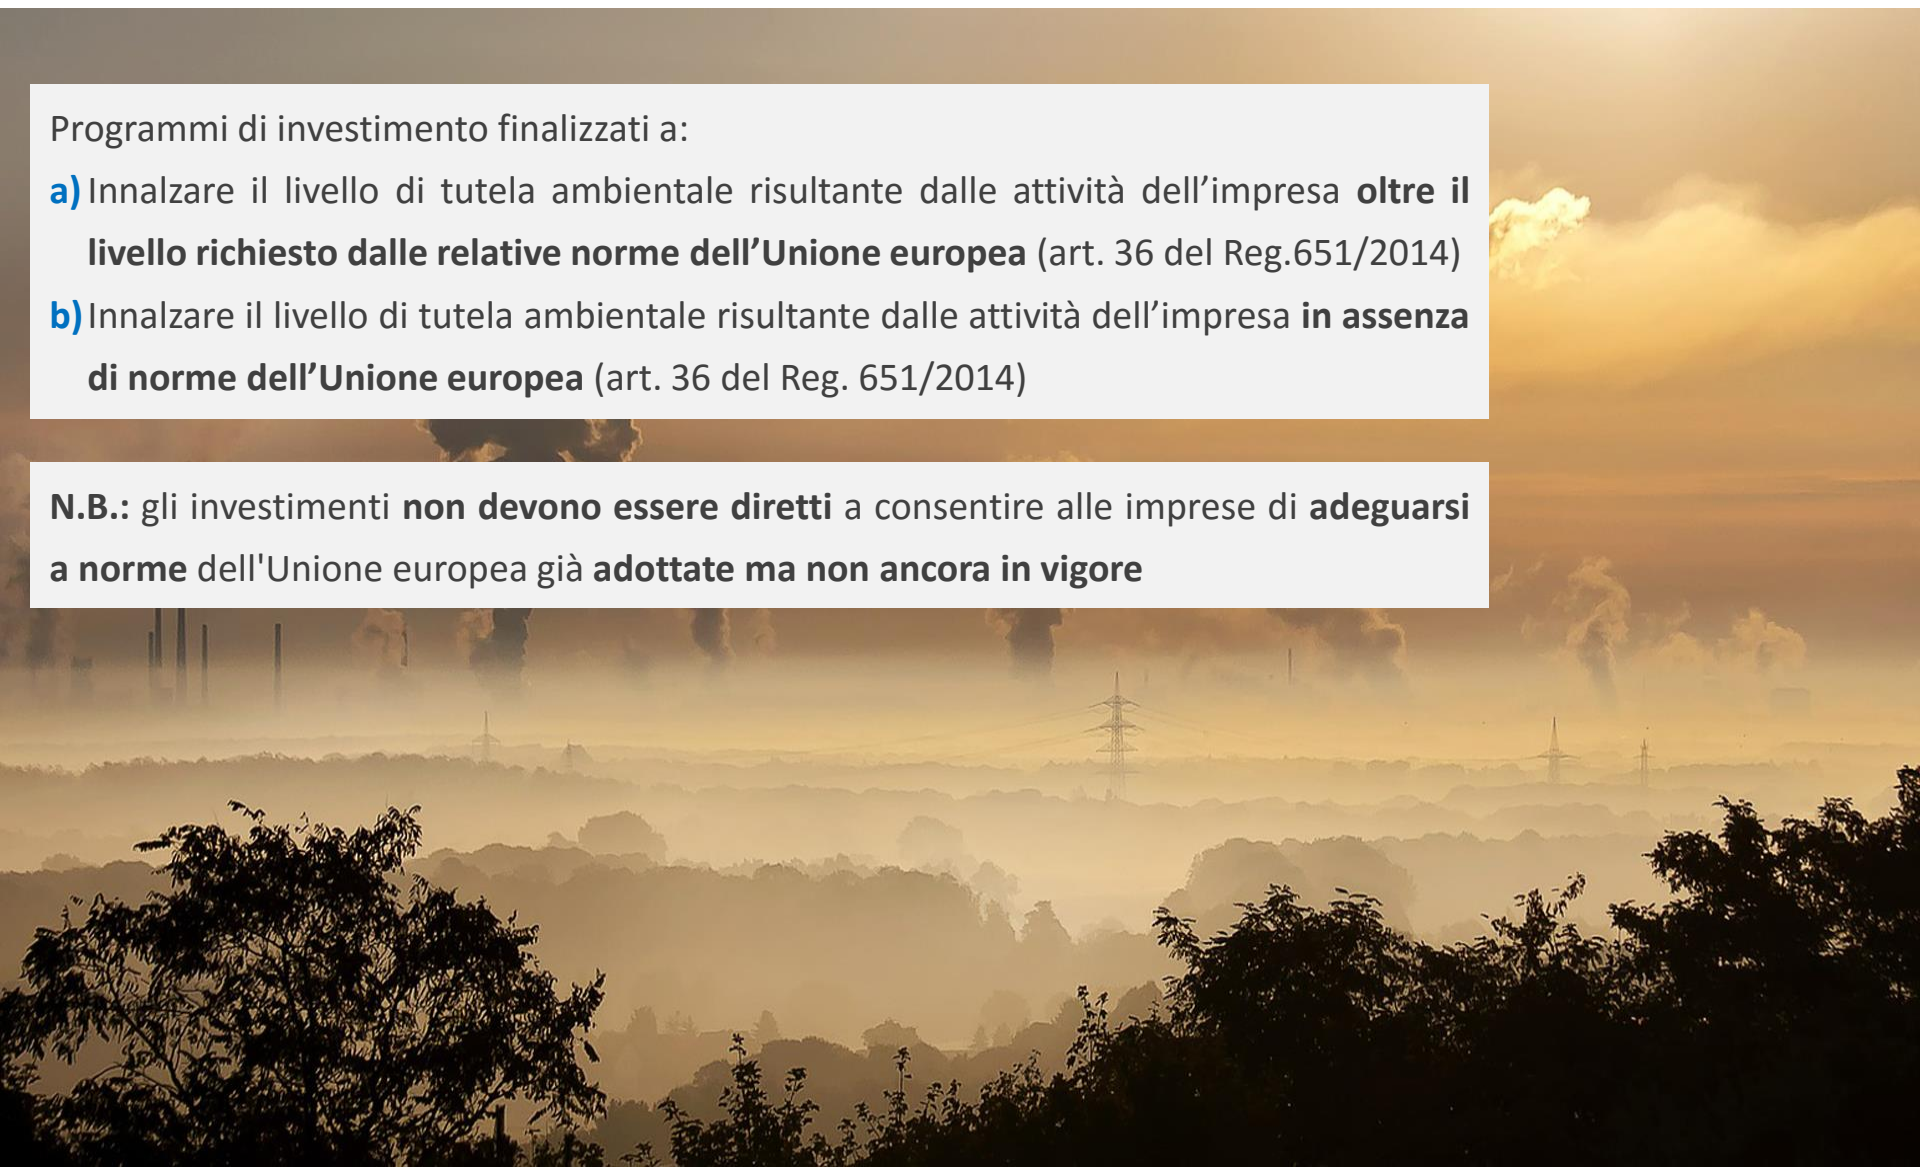 Programmi di investimento finalizzati a:
a) Innalzare il livello di tutela ambientale risultante dalle attività dell’impresa oltre il
livello richiesto dalle relative norme dell’Unione europea (art. 36 del Reg.651/2014)
b) Innalzare il livello di tutela ambientale risultante dalle attività dell’impresa in assenza
di norme dell’Unione europea (art. 36 del Reg. 651/2014)
N.B.: gli investimenti non devono essere diretti a consentire alle imprese di adeguarsi
a norme dell'Unione europea già adottate ma non ancora in vigore